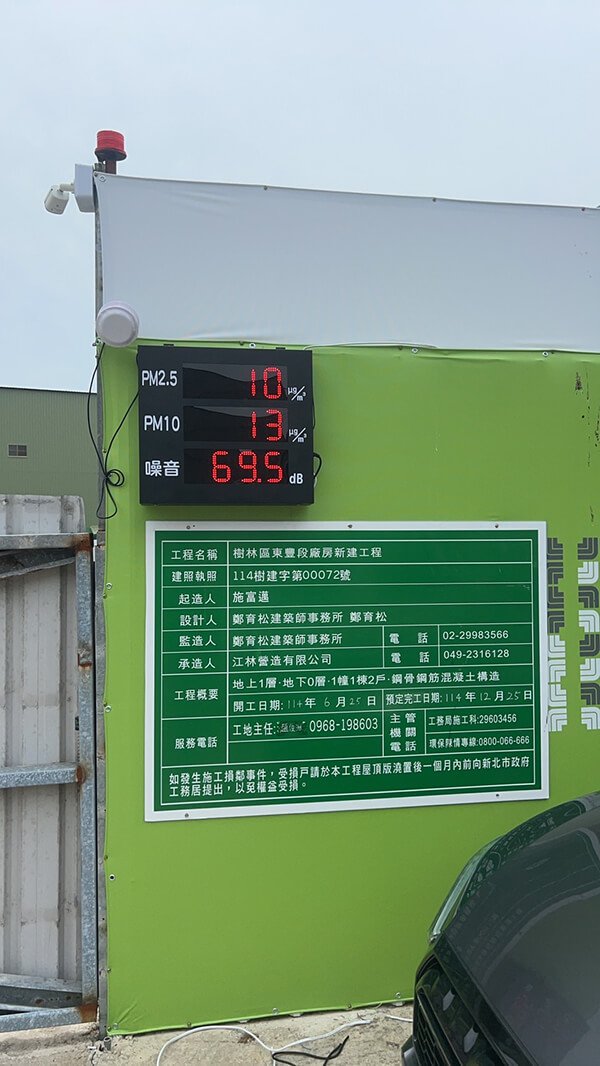 PM2.5 10 μg/m³
PM10 13 μg/m³
噪音 69.5 dB
工程名稱 樹林區東豐段廠房新建工程
建照執照 114樹建字第00072號
起造人 施富邁
設計人 鄭育松建築師事務所 鄭育松
監造人 鄭育松建築師事務所 電話 02-29983566
承造人 江林營造有限公司 電話 049-2316128
工程概要 地上1層‧地下0層‧1幢1棟2戶‧鋼骨鋼筋混凝土構造
開工日期:114年6月25日 預定完工日期:114年12月25日
服務電話 工地主任: 0968-198603 主管機關電話 工務局施工科:29603456
環保陳情專線:0800-066-666
如發生施工損鄰事件，受損戶請於本工程屋頂版澆置後一個月內前向新北市政府
工務居提出，以免權益受損。